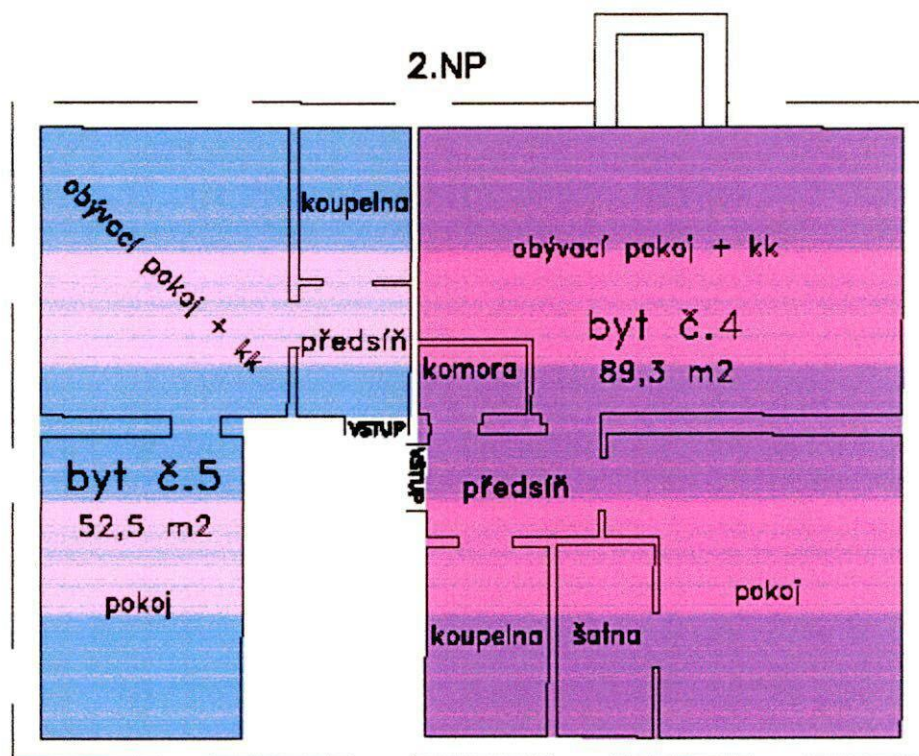 2.NP
obývací pokoj + kk
koupelna
předsíň
VSTUP
byt č.5
52,5 m2
pokoj
obývací pokoj + kk
byt č.4
89,3 m2
komora
VSTUP
předsíň
koupelna
šatna
pokoj